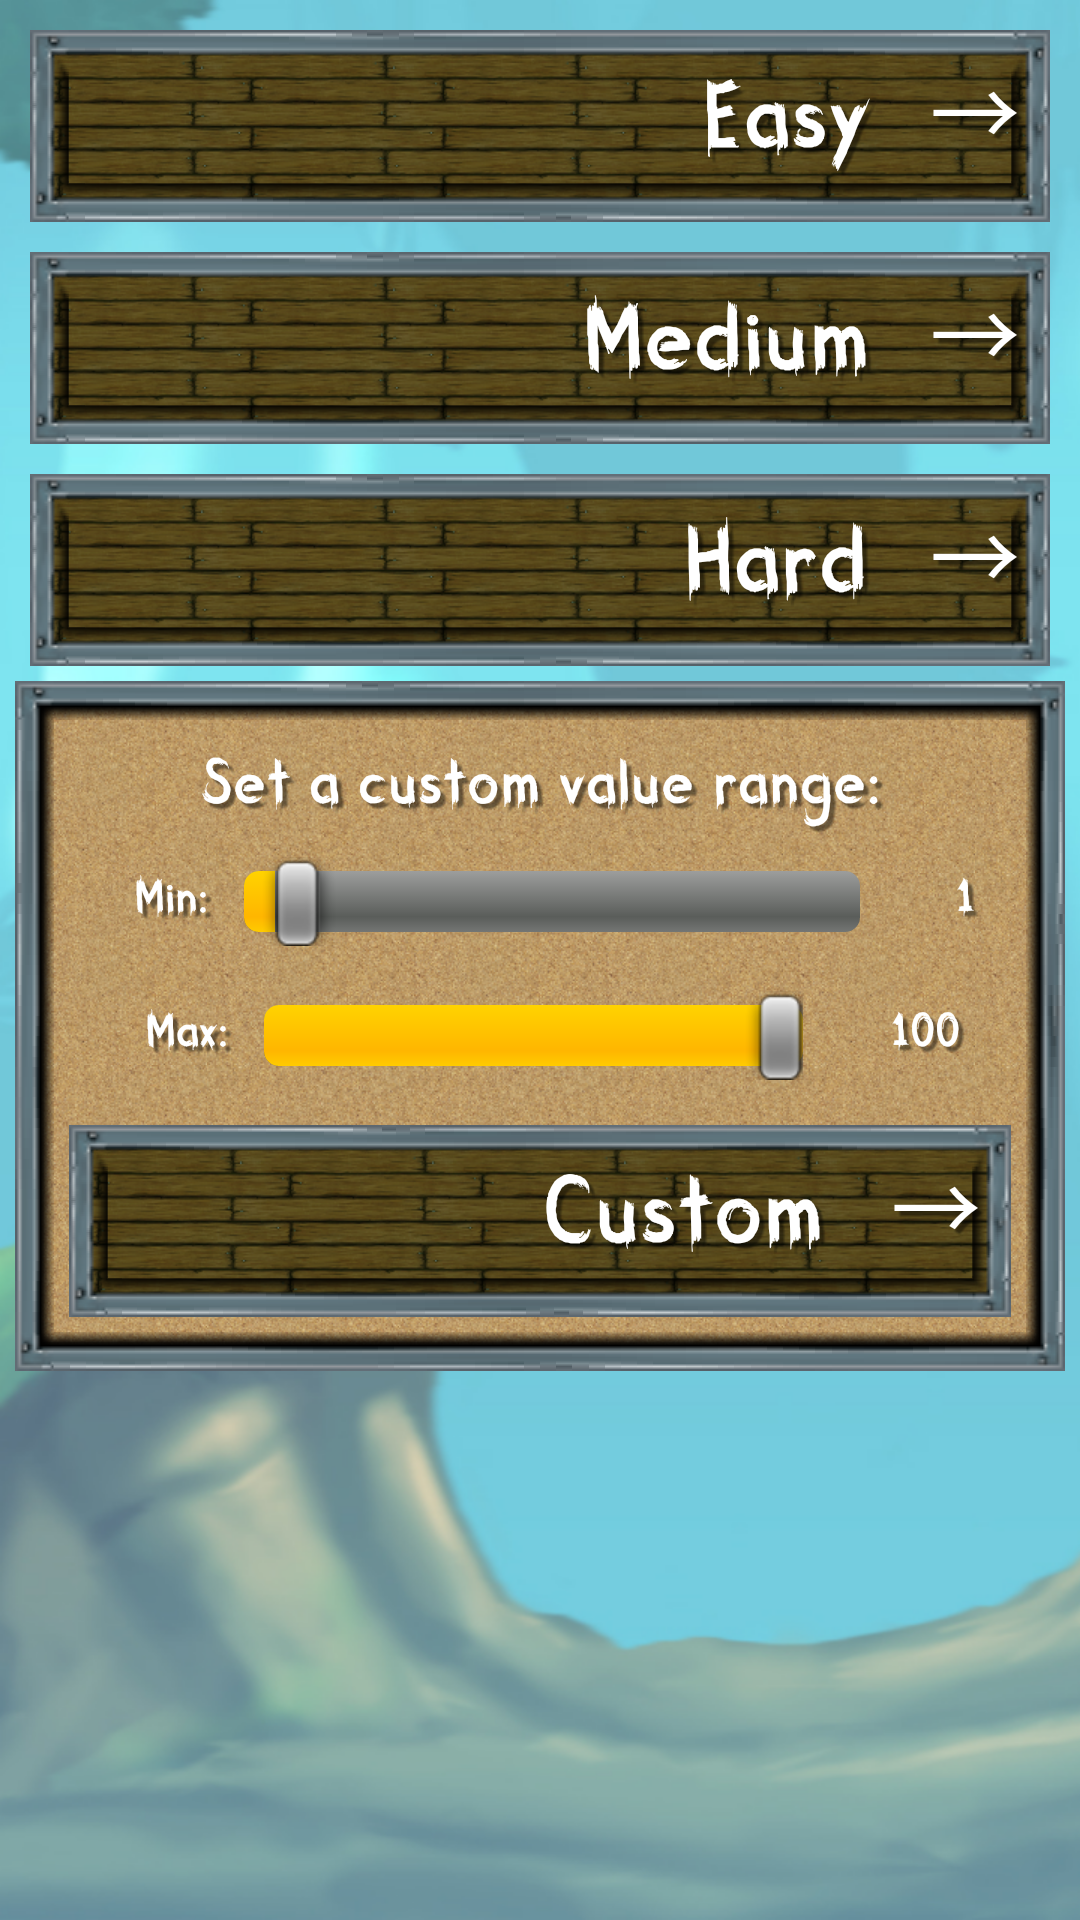 Easy →
Medium →
Hard →
Set a custom value range:
Min: 1
Max: 100
Custom →